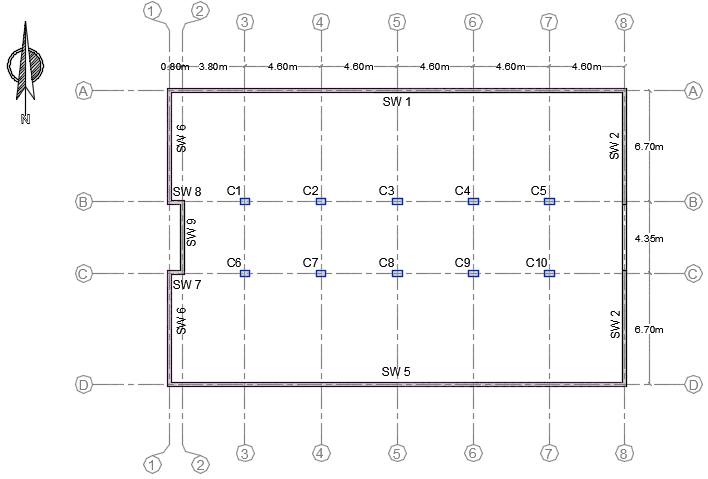 1 2 3 4 5 6 7 8
0.80m 3.80m 4.60m 4.60m 4.60m 4.60m 4.60m
A A
SW 1
SW 6 SW 2 6.70m
SW 8 C1 C2 C3 C4 C5
B B
SW 9 4.35m
C6 C7 C8 C9 C10
C C
SW 7
SW 6 SW 2 6.70m
SW 5
D D
1 2 3 4 5 6 7 8
N